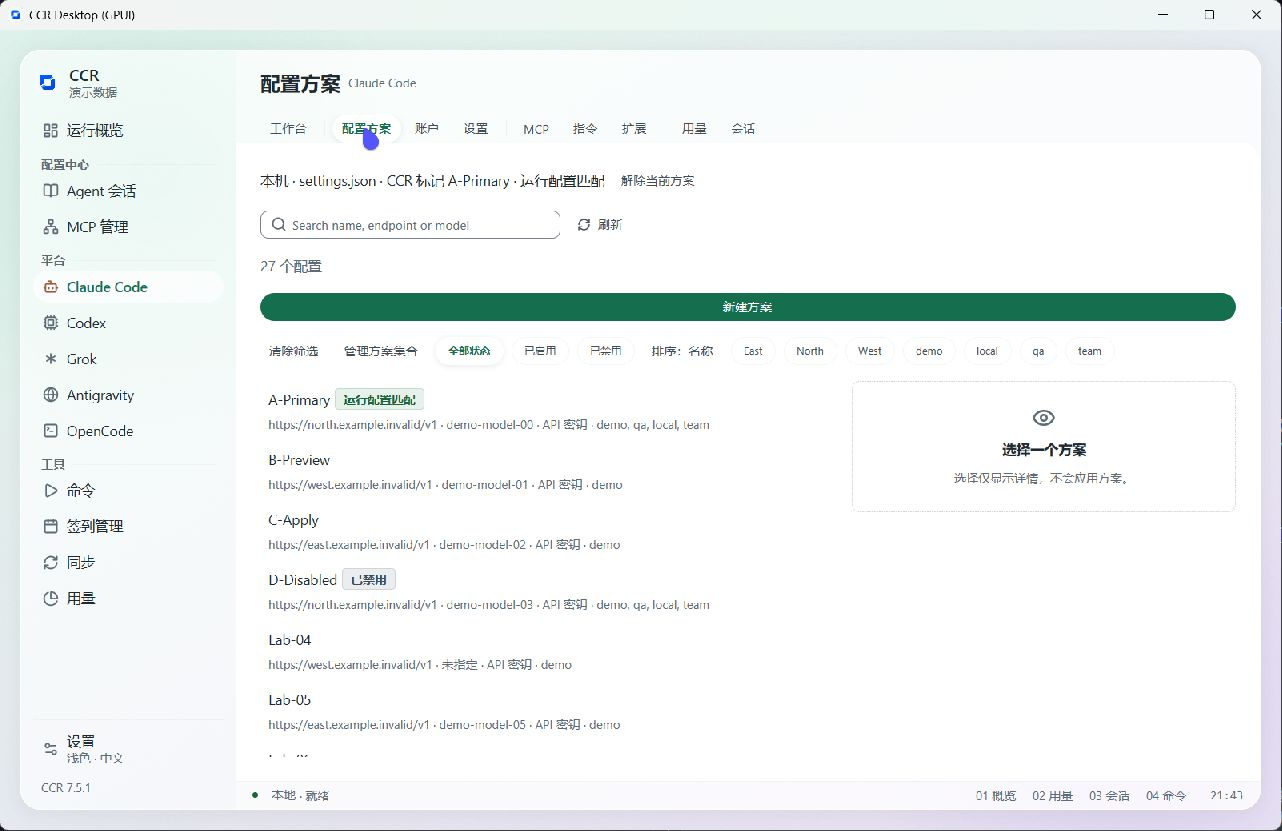 CCR Desktop (GPUI)
CCR
演示数据
运行概览
配置中心
Agent 会话
MCP 管理
平台
Claude Code
Codex
Grok
Antigravity
OpenCode
工具
命令
签到管理
同步
用量
设置
浅色 · 中文
CCR 7.5.1
配置方案 Claude Code
工作台 配置方案 账户 设置 MCP 指令 扩展 用量 会话
本机 · settings.json · CCR 标记 A-Primary · 运行配置匹配 解除当前方案
Search name, endpoint or model 刷新
27 个配置
新建方案
清除筛选 管理方案集合 全部状态 已启用 已禁用 排序：名称 East North West demo local qa team
A-Primary 运行配置匹配
https://north.example.invalid/v1 · demo-model-00 · API 密钥 · demo, qa, local, team
B-Preview
https://west.example.invalid/v1 · demo-model-01 · API 密钥 · demo
C-Apply
https://east.example.invalid/v1 · demo-model-02 · API 密钥 · demo
D-Disabled 已禁用
https://north.example.invalid/v1 · demo-model-03 · API 密钥 · demo, qa, local, team
Lab-04
https://west.example.invalid/v1 · 未指定 · API 密钥 · demo
Lab-05
https://east.example.invalid/v1 · demo-model-05 · API 密钥 · demo
选择一个方案
选择仅显示详情，不会应用方案。
本地 · 就绪 01 概览 02 用量 03 会话 04 命令 21:43